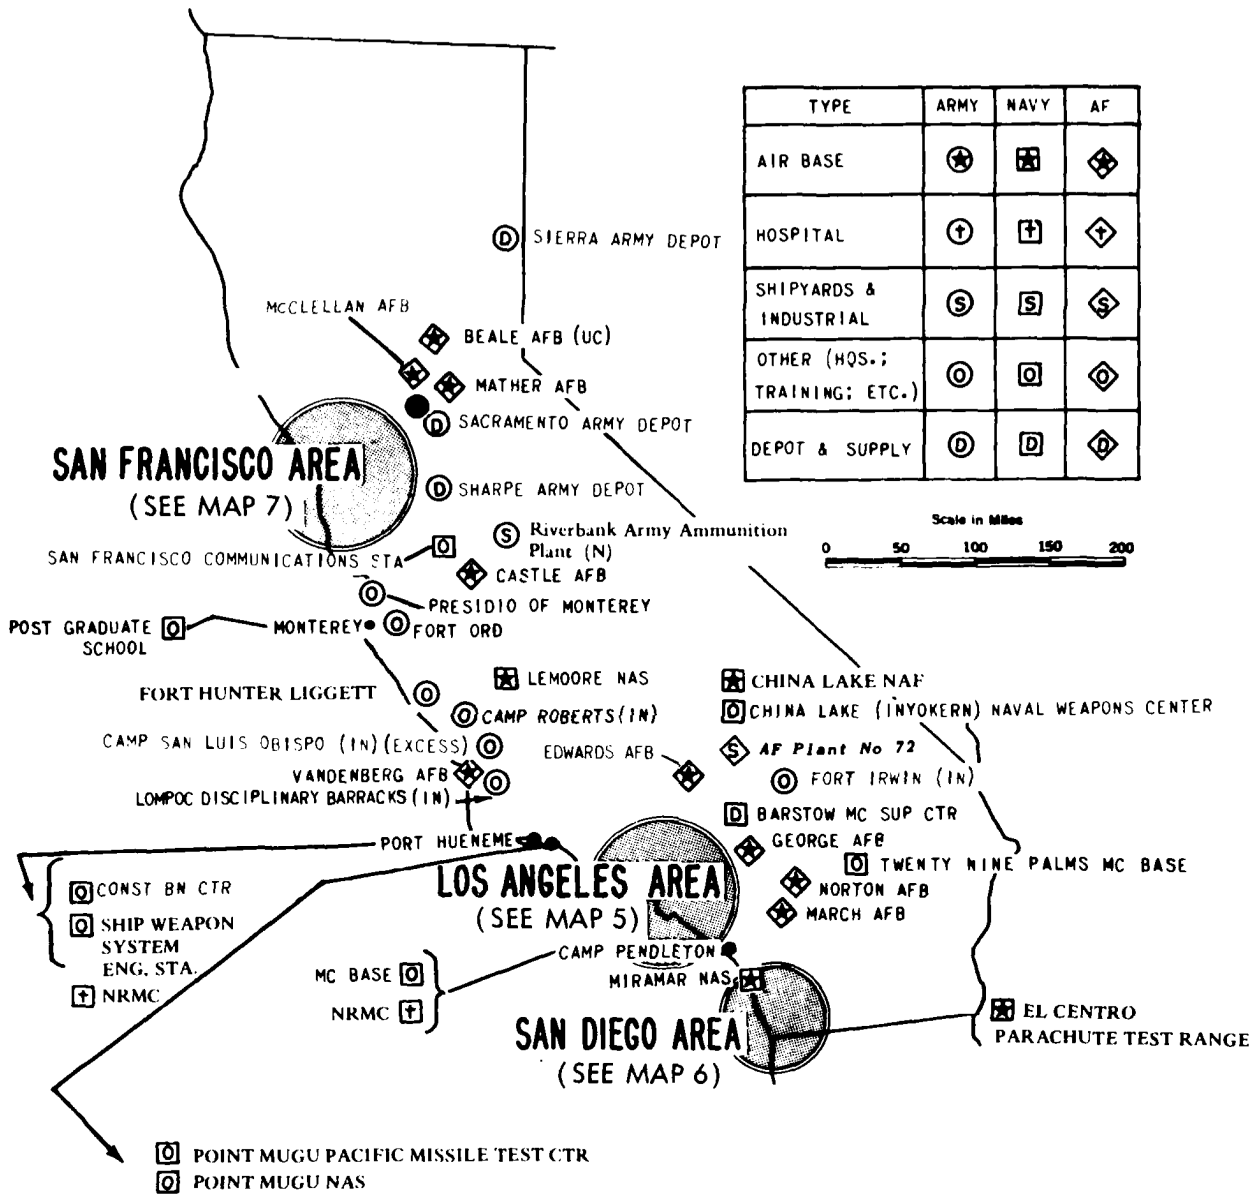 TYPE ARMY NAVY AF
AIR BASE
HOSPITAL
SHIPYARDS &
INDUSTRIAL
S S S
OTHER (HQS.;
TRAINING; ETC.)
O O O
DEPOT & SUPPLY
D D D
Scale in Miles
0 50 100 150 200
D SIERRA ARMY DEPOT
MCCLELLAN AFB
BEALE AFB (UC)
MATHER AFB
D SACRAMENTO ARMY DEPOT
SAN FRANCISCO AREA
(SEE MAP 7)
D SHARPE ARMY DEPOT
S Riverbank Army Ammunition
Plant (N)
SAN FRANCISCO COMMUNICATIONS STA O
CASTLE AFB
O PRESIDIO OF MONTEREY
POST GRADUATE O
SCHOOL
MONTEREY
O FORT ORD
LEMOORE NAS
CHINA LAKE NAF
FORT HUNTER LIGGETT O
O CAMP ROBERTS (IN)
O CHINA LAKE (INYOKERN) NAVAL WEAPONS CENTER
CAMP SAN LUIS OBISPO (IN) (EXCESS) O
EDWARDS AFB
S AF Plant No 72
VANDENBERG AFB
O FORT IRWIN (IN)
LOMPOC DISCIPLINARY BARRACKS (IN) O
D BARSTOW MC SUP CTR
PORT HUENEME
GEORGE AFB
O TWENTY NINE PALMS MC BASE
LOS ANGELES AREA
(SEE MAP 5)
NORTON AFB
MARCH AFB
O CONST BN CTR
O SHIP WEAPON
SYSTEM
ENG. STA.
NRMC
CAMP PENDLETON
MC BASE O
NRMC
MIRAMAR NAS
SAN DIEGO AREA
(SEE MAP 6)
EL CENTRO
PARACHUTE TEST RANGE
O POINT MUGU PACIFIC MISSILE TEST CTR
O POINT MUGU NAS